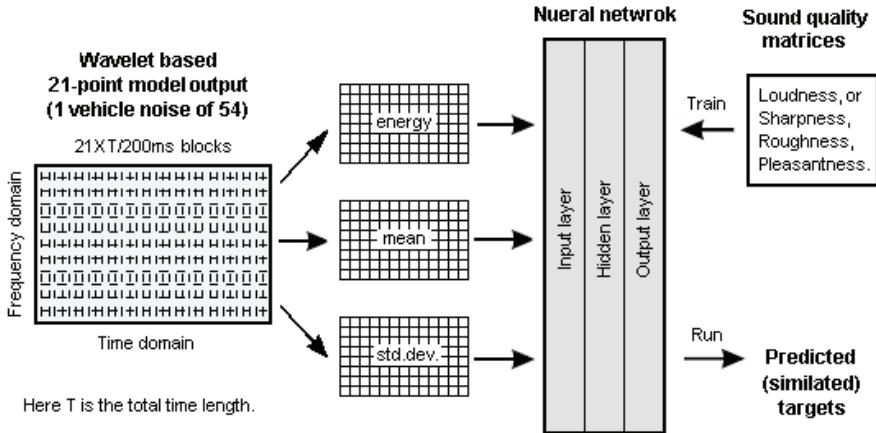 Wavelet based
21-point model output
(1 vehicle noise of 54)
21XT/200ms blocks
Frequency domain
Time domain
Here T is the total time length.
energy
mean
std.dev.
Nueral netwrok
Input layer
Hidden layer
Output layer
Sound quality
matrices
Train
Loudness, or
Sharpness,
Roughness,
Pleasantness.
Run
Predicted
(similated)
targets